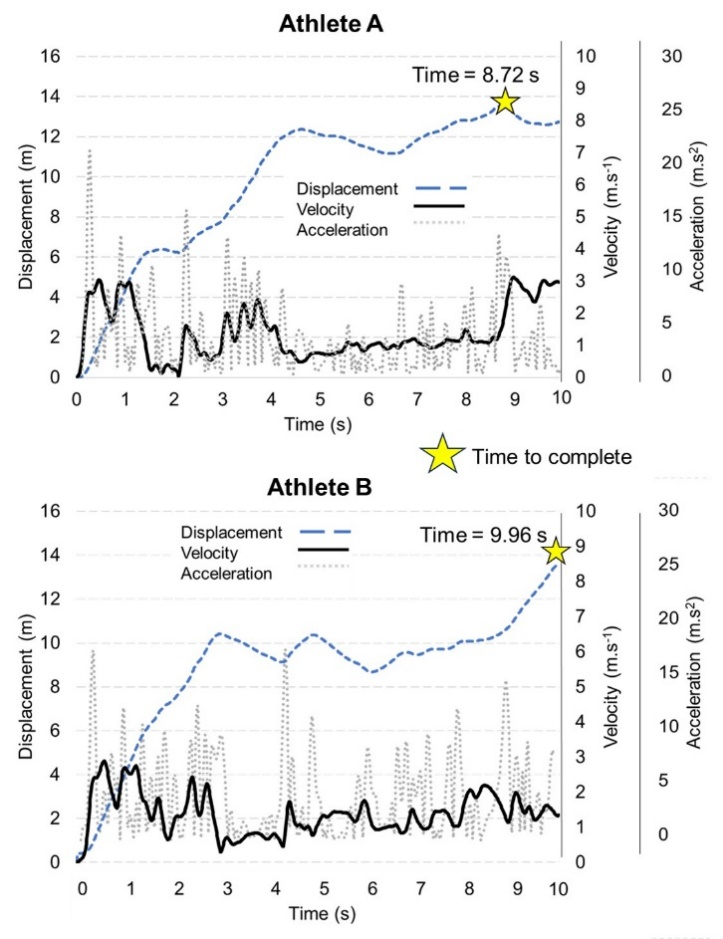 Athlete A
16
14
12
10
8
6
4
2
0
Displacement (m)
Time = 8.72 s
Displacement
Velocity
Acceleration
10
9
8
7
6
5
4
3
2
1
0
Velocity (m.s⁻¹)
30
25
20
15
10
5
0
Acceleration (m.s²)
0 1 2 3 4 5 6 7 8 9 10
Time (s)
Time to complete
Athlete B
16
14
12
10
8
6
4
2
0
Displacement (m)
Displacement
Velocity
Acceleration
Time = 9.96 s
10
9
8
7
6
5
4
3
2
1
0
Velocity (m.s⁻¹)
30
25
20
15
10
5
0
Acceleration (m.s²)
0 1 2 3 4 5 6 7 8 9 10
Time (s)